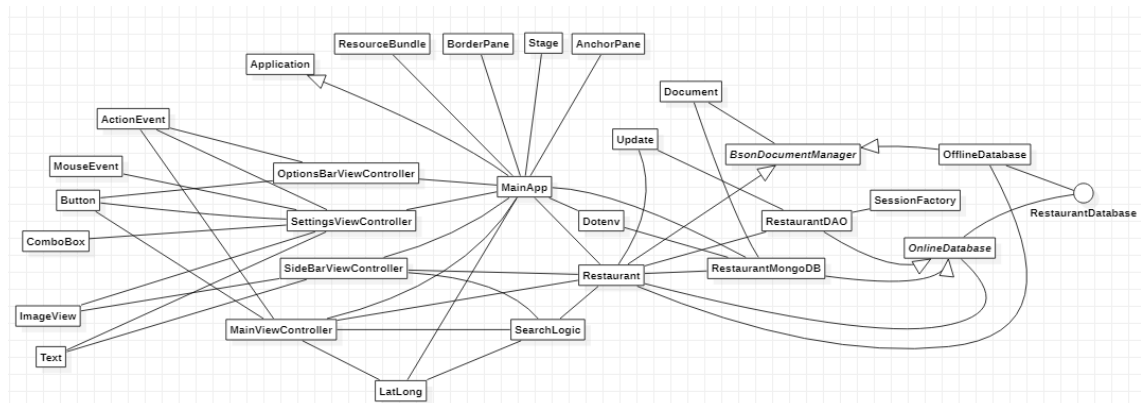 ResourceBundle
BorderPane
Stage
AnchorPane
Application
Document
ActionEvent
Update
BsonDocumentManager
OfflineDatabase
MouseEvent
OptionsBarViewController
MainApp
Button
SessionFactory
RestaurantDatabase
SettingsViewController
Dotenv
RestaurantDAO
ComboBox
OnlineDatabase
SideBarViewController
Restaurant
RestaurantMongoDB
ImageView
MainViewController
SearchLogic
Text
LatLong